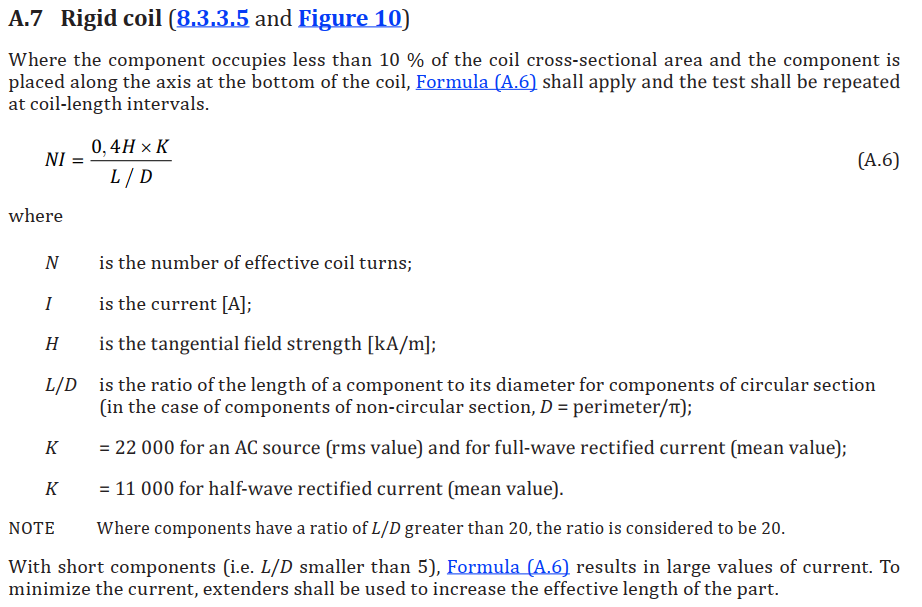 A.7 Rigid coil (8.3.3.5 and Figure 10)
Where the component occupies less than 10 % of the coil cross-sectional area and the component is
placed along the axis at the bottom of the coil, Formula (A.6) shall apply and the test shall be repeated
at coil-length intervals.
NI = 0,4H × K / L / D (A.6)
where
N is the number of effective coil turns;
I is the current [A];
H is the tangential field strength [kA/m];
L/D is the ratio of the length of a component to its diameter for components of circular section
(in the case of components of non-circular section, D = perimeter/π);
K = 22 000 for an AC source (rms value) and for full-wave rectified current (mean value);
K = 11 000 for half-wave rectified current (mean value).
NOTE Where components have a ratio of L/D greater than 20, the ratio is considered to be 20.
With short components (i.e. L/D smaller than 5), Formula (A.6) results in large values of current. To
minimize the current, extenders shall be used to increase the effective length of the part.